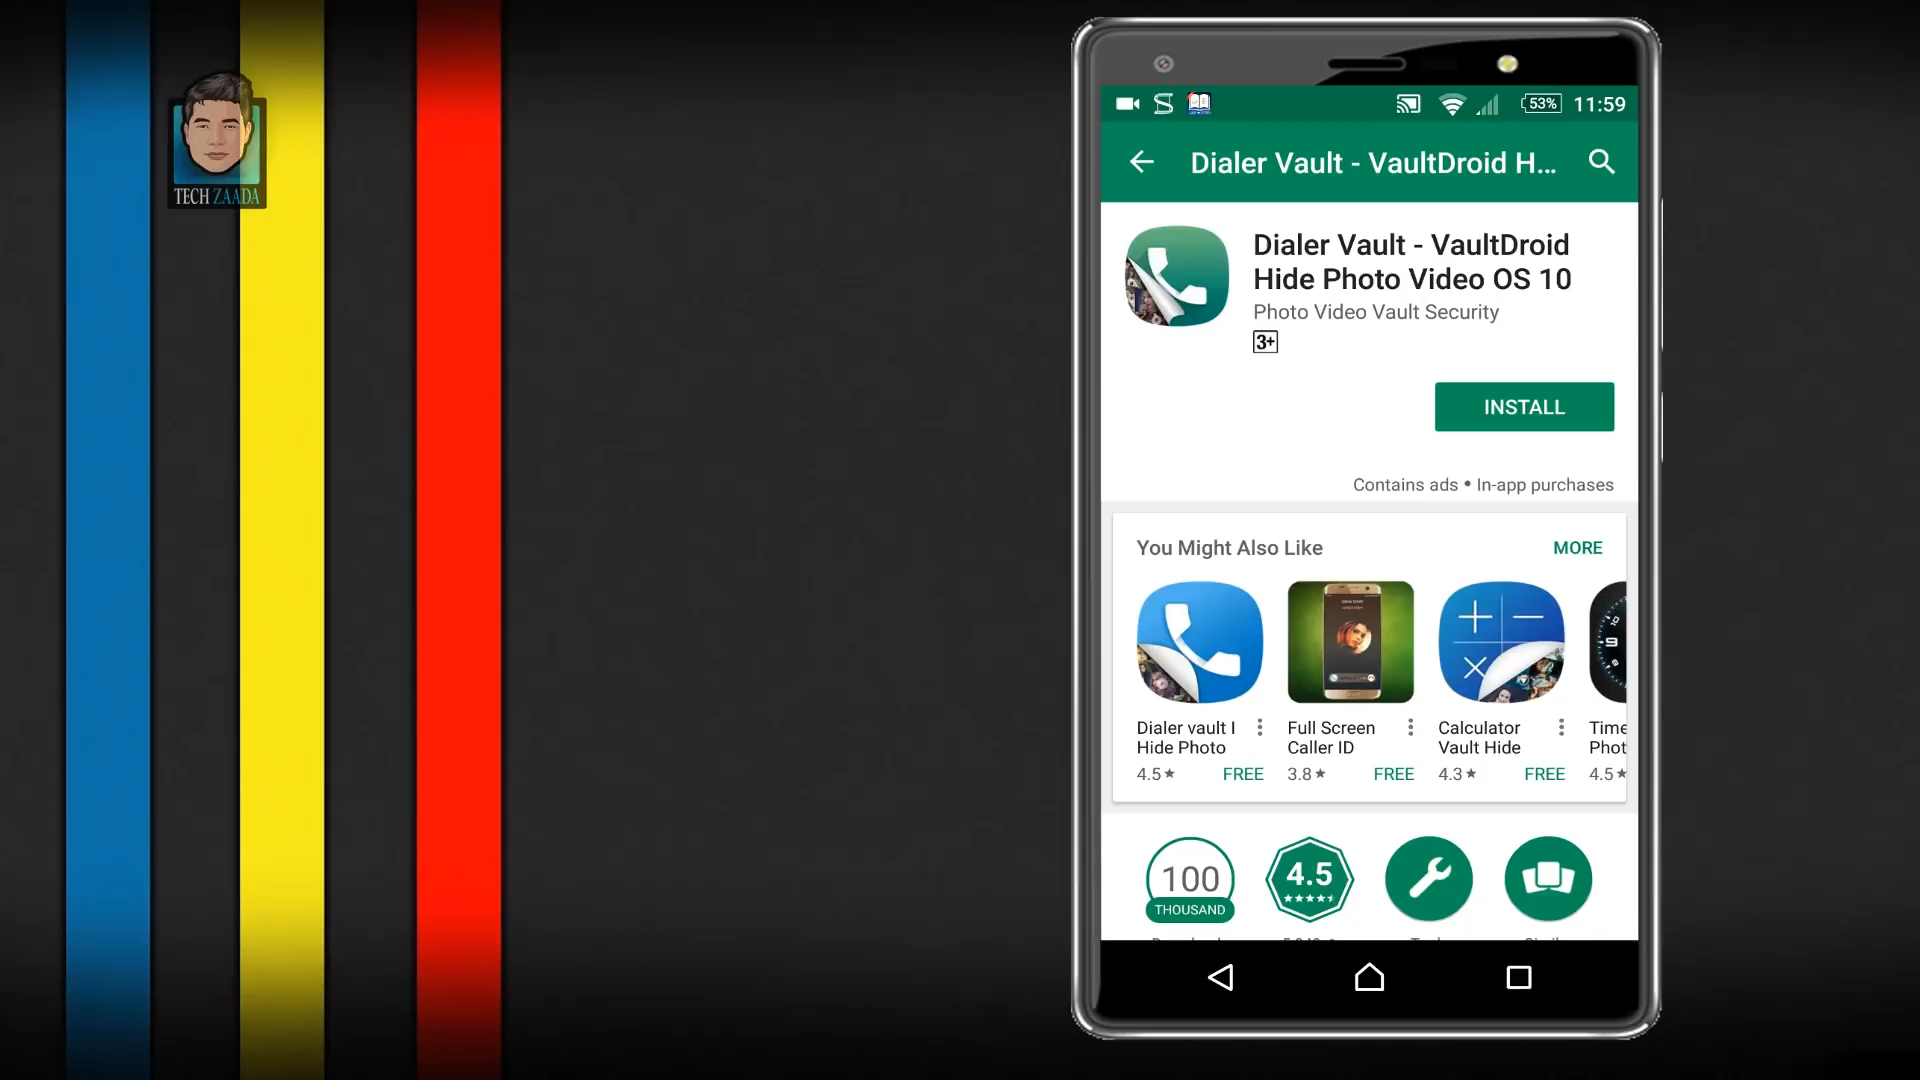 TECH ZAADA
53% 11:59
Dialer Vault - VaultDroid H...
Dialer Vault - VaultDroid
Hide Photo Video OS 10
Photo Video Vault Security
3+
INSTALL
Contains ads • In-app purchases
You Might Also Like
MORE
Dialer vault I
Hide Photo
4.5★ FREE
Full Screen
Caller ID
3.8★ FREE
Calculator
Vault Hide
4.3★ FREE
Time
Phot
4.5★
100
THOUSAND
4.5